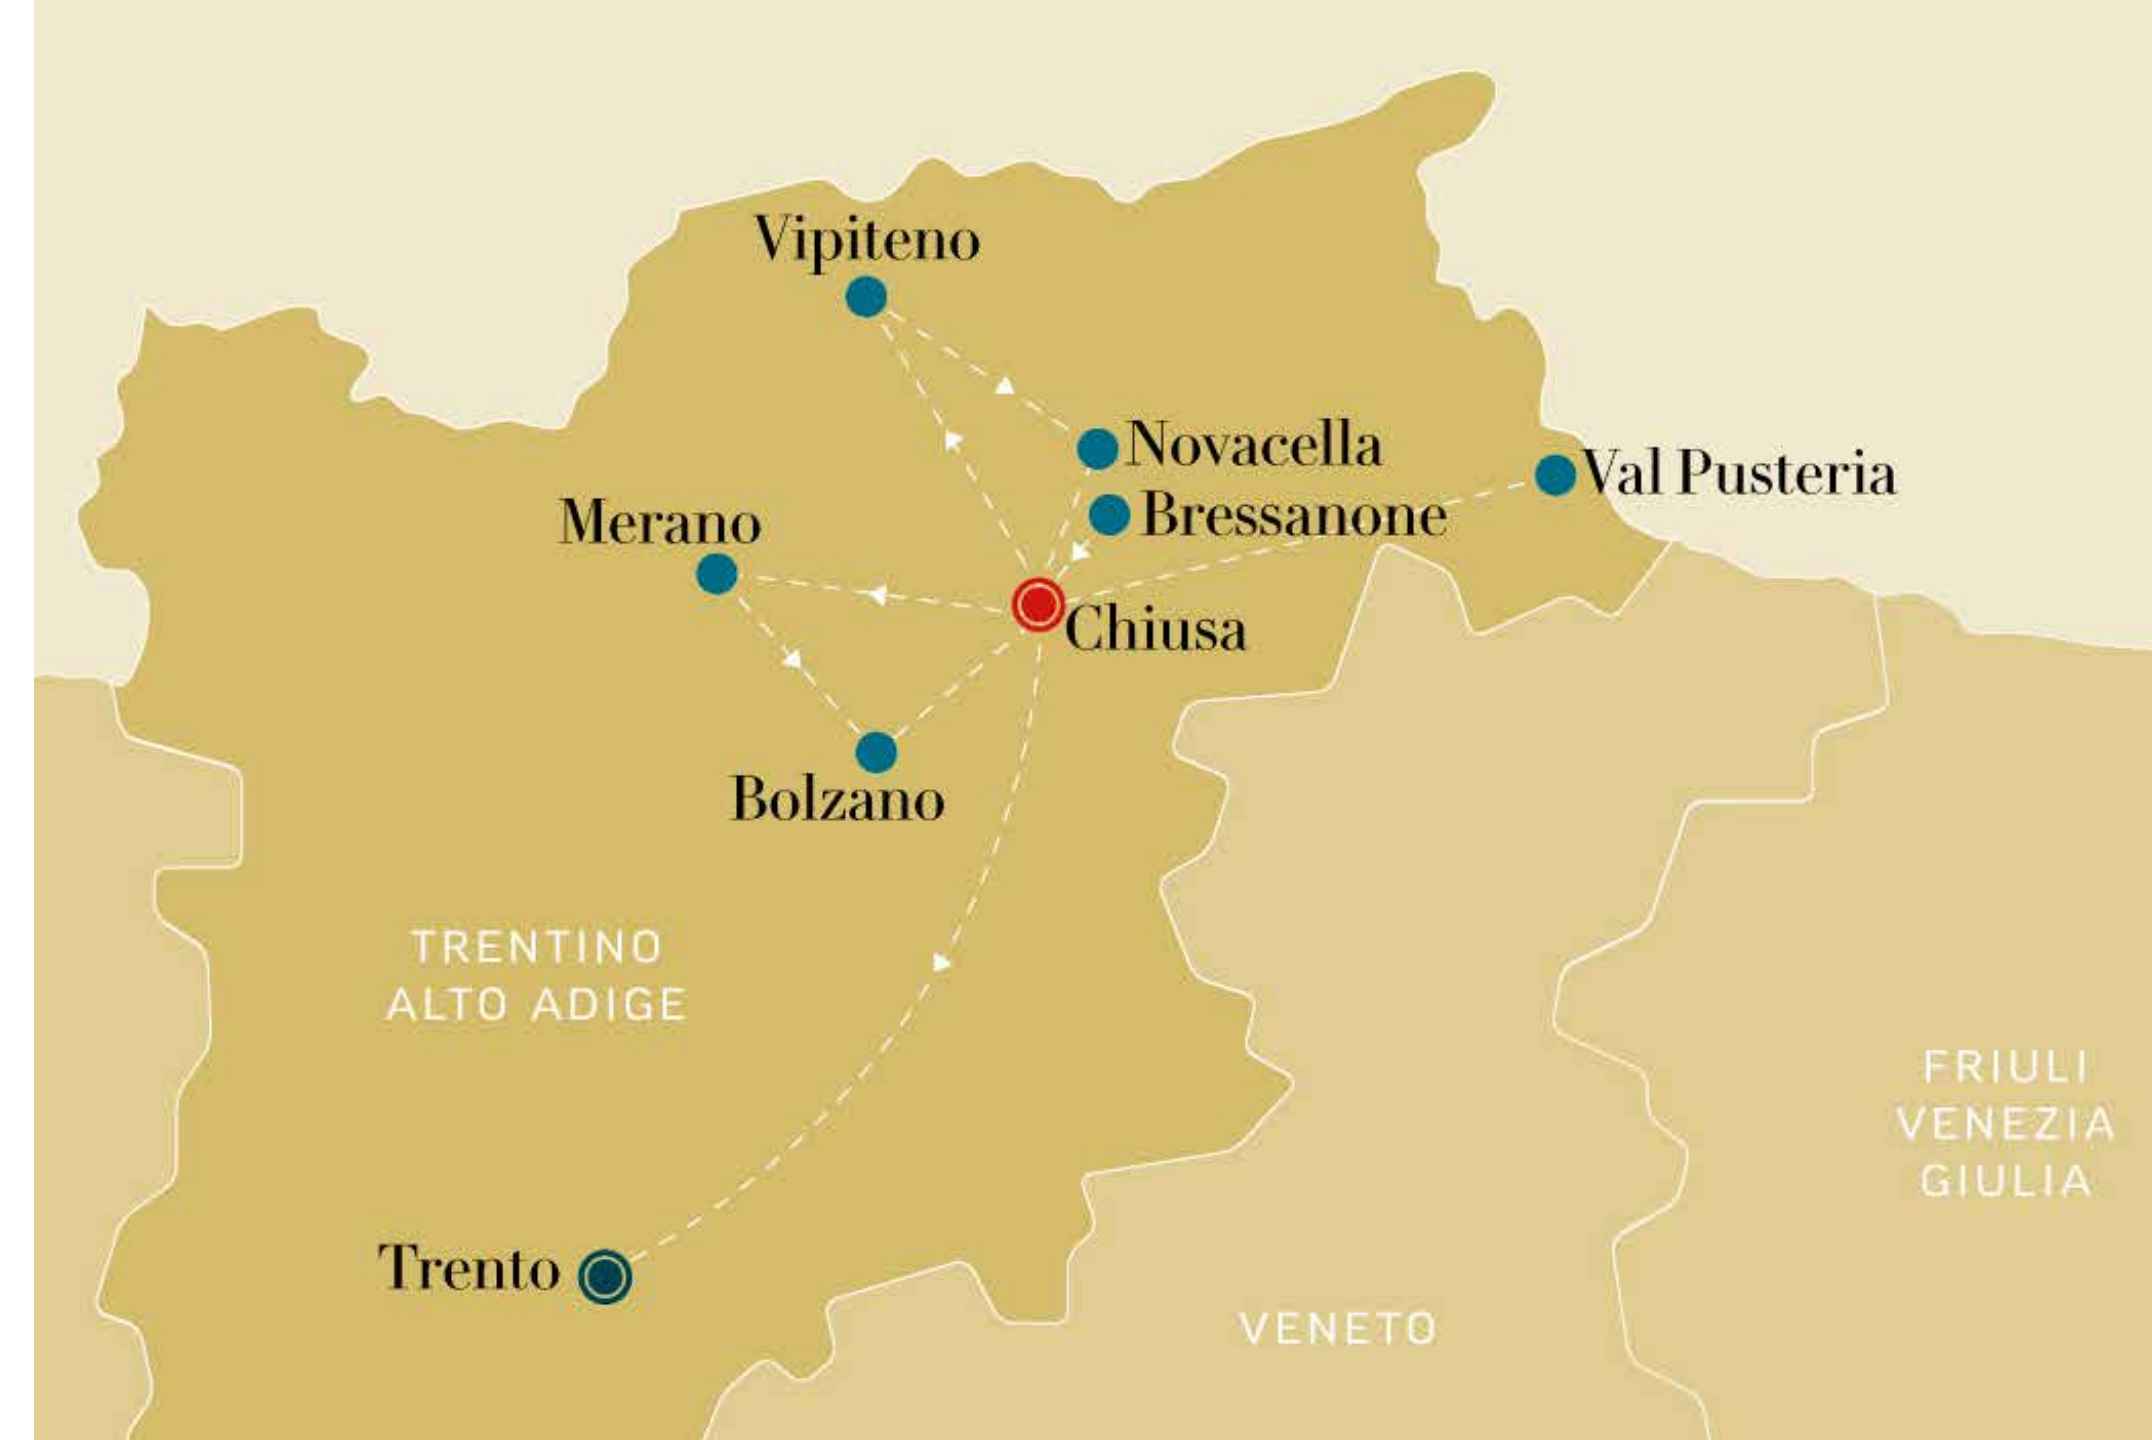 Vipiteno
Novacella
Val Pusteria
Bressanone
Merano
Chiusa
Bolzano
TRENTINO
ALTO ADIGE
FRIULI
VENEZIA
GIULIA
Trento
VENETO